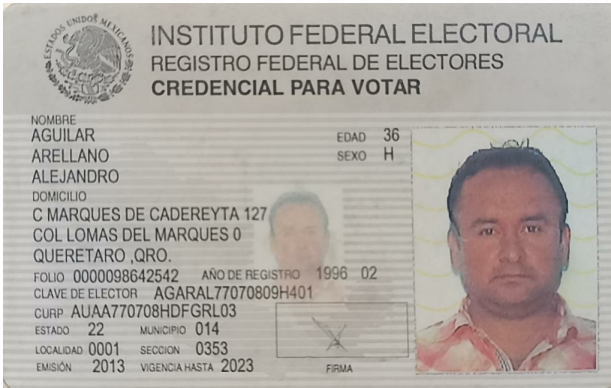 ESTADOS UNIDOS MEXICANOS
INSTITUTO FEDERAL ELECTORAL
REGISTRO FEDERAL DE ELECTORES
CREDENCIAL PARA VOTAR
NOMBRE
AGUILAR
ARELLANO
ALEJANDRO
EDAD 36
SEXO H
DOMICILIO
C MARQUES DE CADEREYTA 127
COL LOMAS DEL MARQUES 0
QUERETARO ,QRO.
FOLIO 0000098642542 AÑO DE REGISTRO 1996 02
CLAVE DE ELECTOR AGARAL77070809H401
CURP AUAA770708HDFGRL03
ESTADO 22 MUNICIPIO 014
LOCALIDAD 0001 SECCION 0353
EMISIÓN 2013 VIGENCIA HASTA 2023
FIRMA